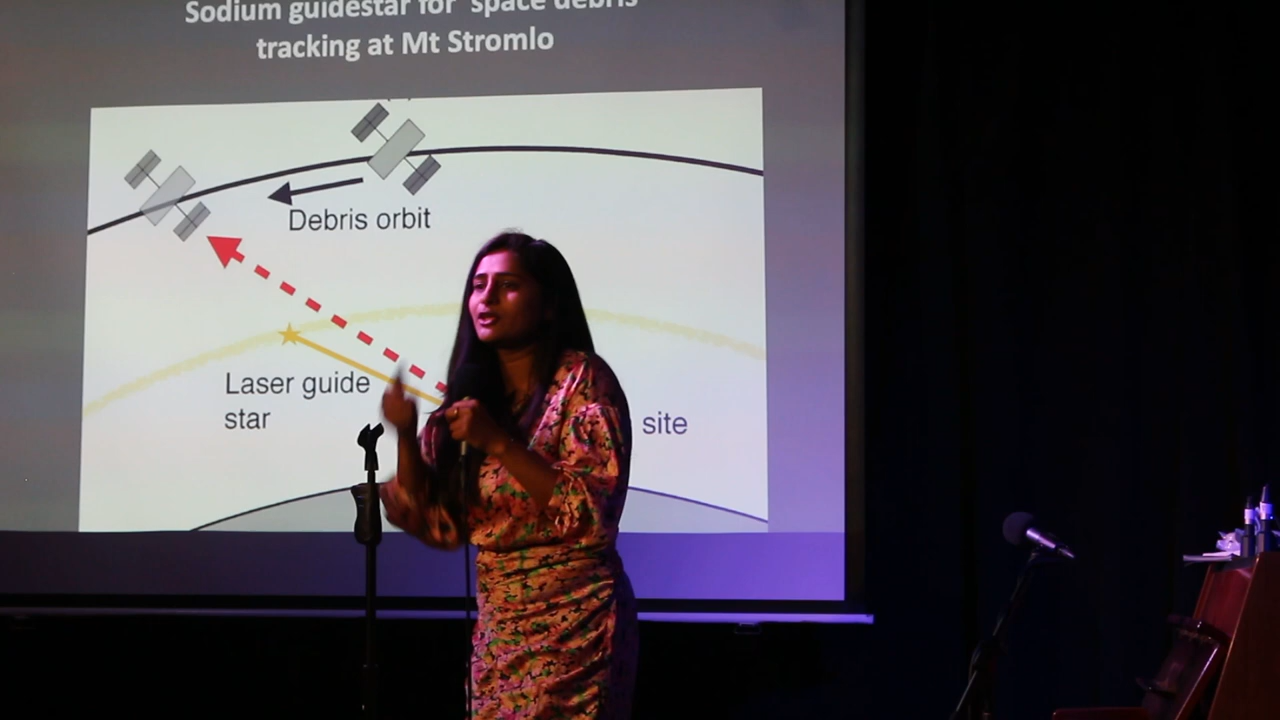 Sodium guidestar for space debris
tracking at Mt Stromlo
Debris orbit
Laser guide
star
site